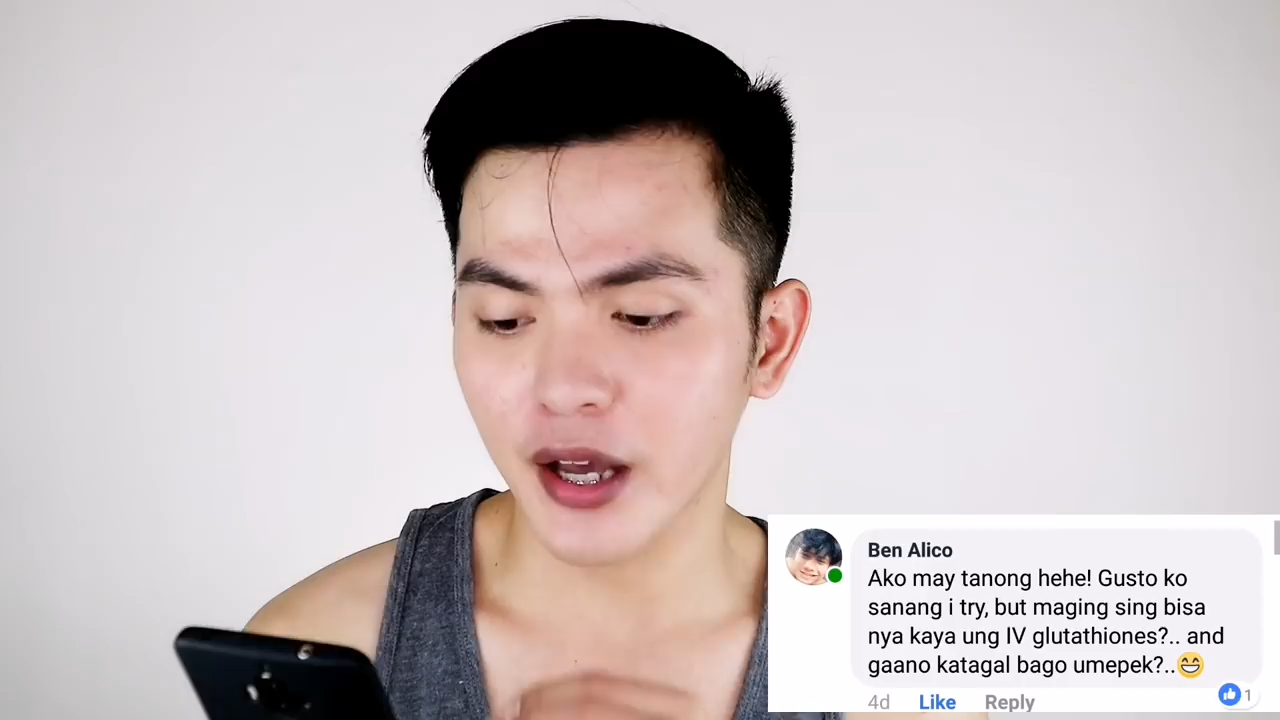 Ben Alico
Ako may tanong hehe! Gusto ko
sanang i try, but maging sing bisa
nya kaya ung IV glutathiones?.. and
gaano katagal bago umepek?..😁
4d Like Reply 1